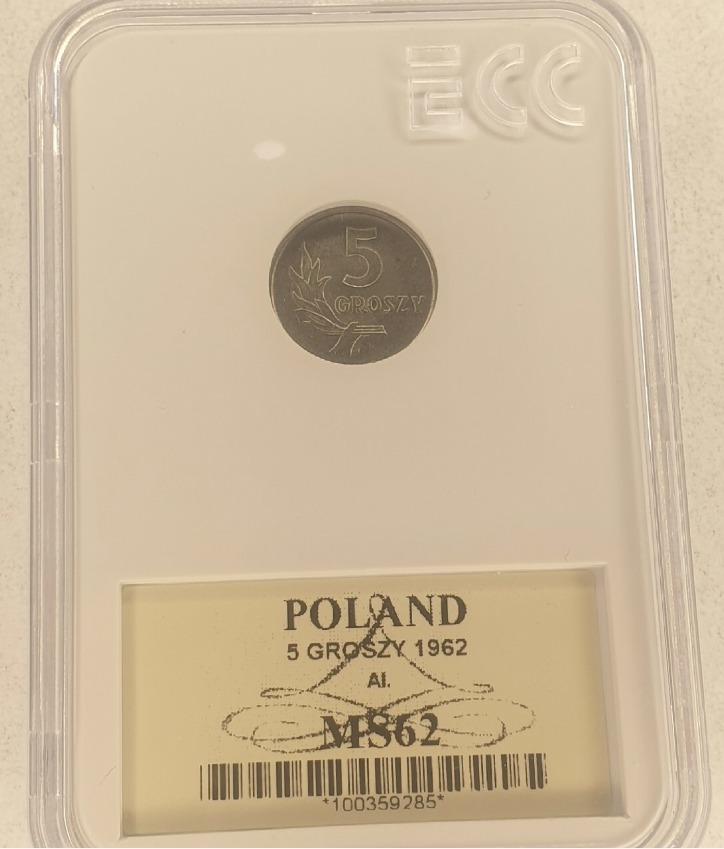 ECC
5
GROSZY
POLAND
5 GROSZY 1962
Al.
MS62
*100359285*